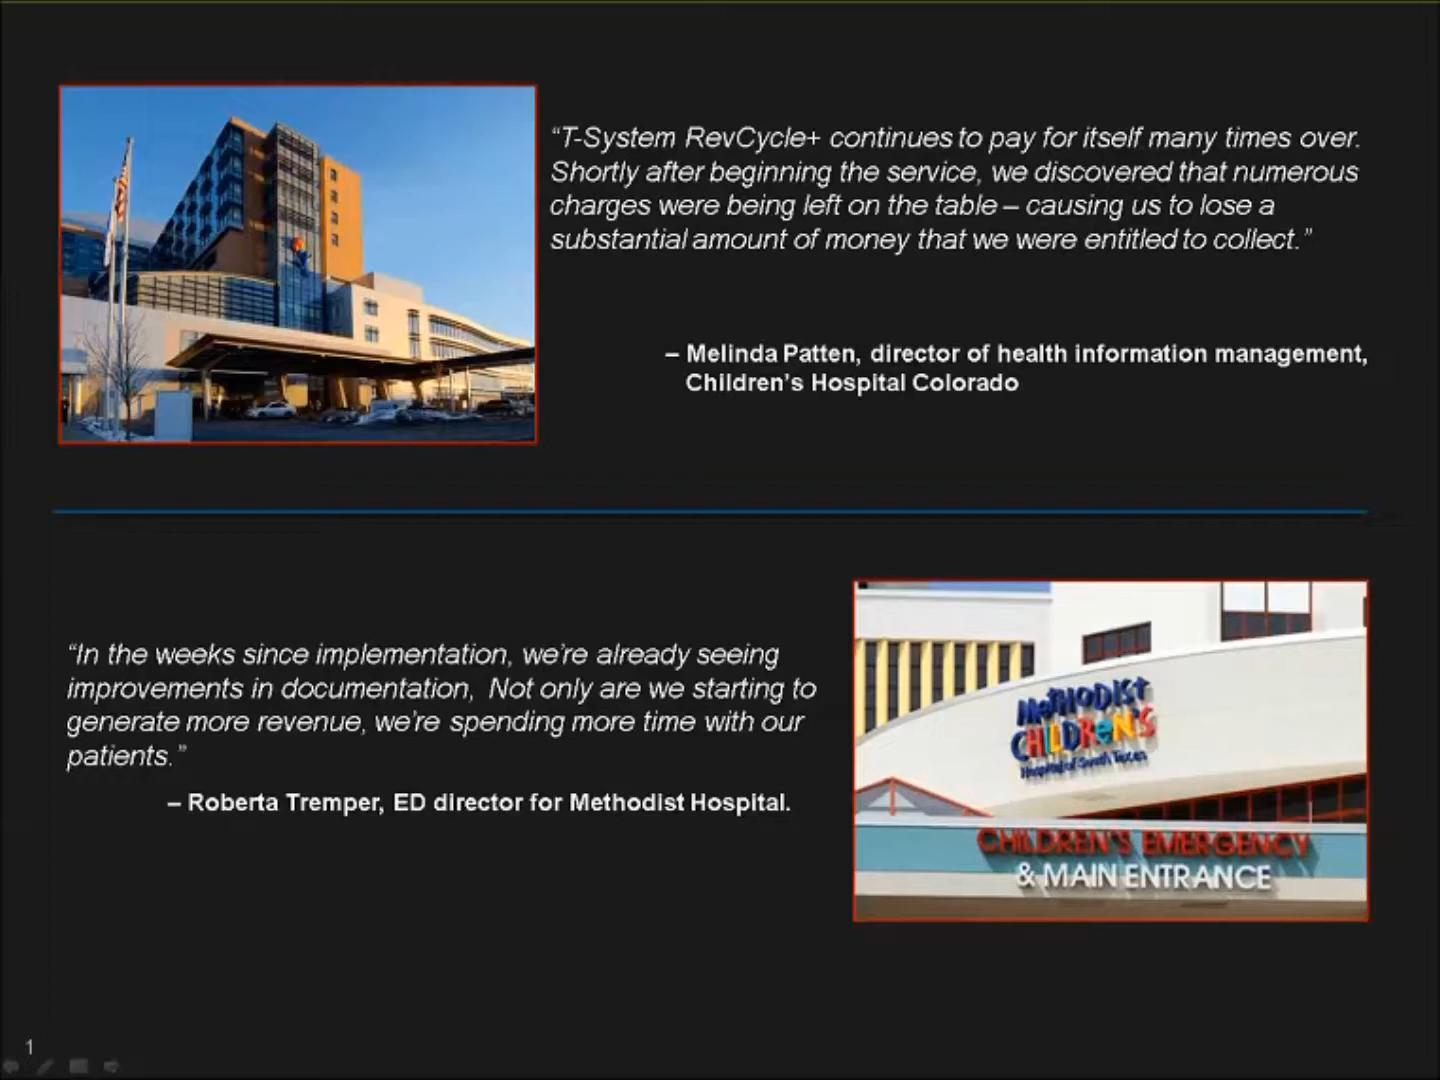 “T-System RevCycle+ continues to pay for itself many times over.
Shortly after beginning the service, we discovered that numerous
charges were being left on the table – causing us to lose a
substantial amount of money that we were entitled to collect.”
– Melinda Patten, director of health information management,
Children’s Hospital Colorado
“In the weeks since implementation, we’re already seeing
improvements in documentation,  Not only are we starting to
generate more revenue, we’re spending more time with our
patients.”
– Roberta Tremper, ED director for Methodist Hospital.
METHODIST
CHILDREN'S
Hospital of South Texas
CHILDREN'S EMERGENCY
& MAIN ENTRANCE
1